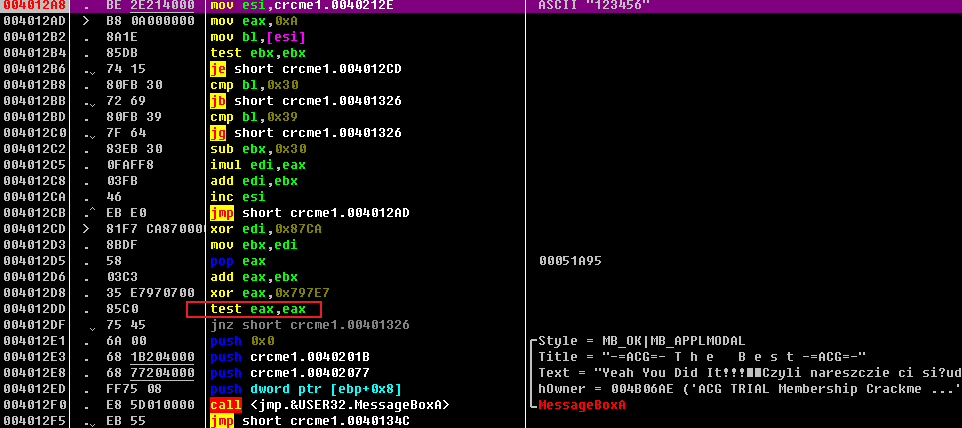 004012A8 . BE 2E214000 mov esi,crcme1.0040212E ASCII "123456"
004012AD > B8 0A000000 mov eax,0xA
004012B2 . 8A1E mov bl,[esi]
004012B4 . 85DB test ebx,ebx
004012B6 . 74 15 je short crcme1.004012CD
004012B8 . 80FB 30 cmp bl,0x30
004012BB . 72 69 jb short crcme1.00401326
004012BD . 80FB 39 cmp bl,0x39
004012C0 . 7F 64 jg short crcme1.00401326
004012C2 . 83EB 30 sub ebx,0x30
004012C5 . 0FAFF8 imul edi,eax
004012C8 . 03FB add edi,ebx
004012CA . 46 inc esi
004012CB .^ EB E0 jmp short crcme1.004012AD
004012CD > 81F7 CA870000 xor edi,0x87CA
004012D3 . 8BDF mov ebx,edi
004012D5 . 58 pop eax 00051A95
004012D6 . 03C3 add eax,ebx
004012D8 . 35 E7970700 xor eax,0x797E7
004012DD . 85C0 test eax,eax
004012DF . 75 45 jnz short crcme1.00401326
004012E1 . 6A 00 push 0x0 Style = MB_OK|MB_APPLMODAL
004012E3 . 68 1B204000 push crcme1.0040201B Title = "-=ACG=- T h e B e s t -=ACG=-"
004012E8 . 68 77204000 push crcme1.00402077 Text = "Yeah You Did It!!!Czyli nareszcie ci si?ud
004012ED . FF75 08 push dword ptr [ebp+0x8] hOwner = 004B06AE ('ACG TRIAL Membership Crackme ...'
004012F0 . E8 5D010000 call <jmp.&USER32.MessageBoxA> MessageBoxA
004012F5 . EB 55 jmp short crcme1.0040134C